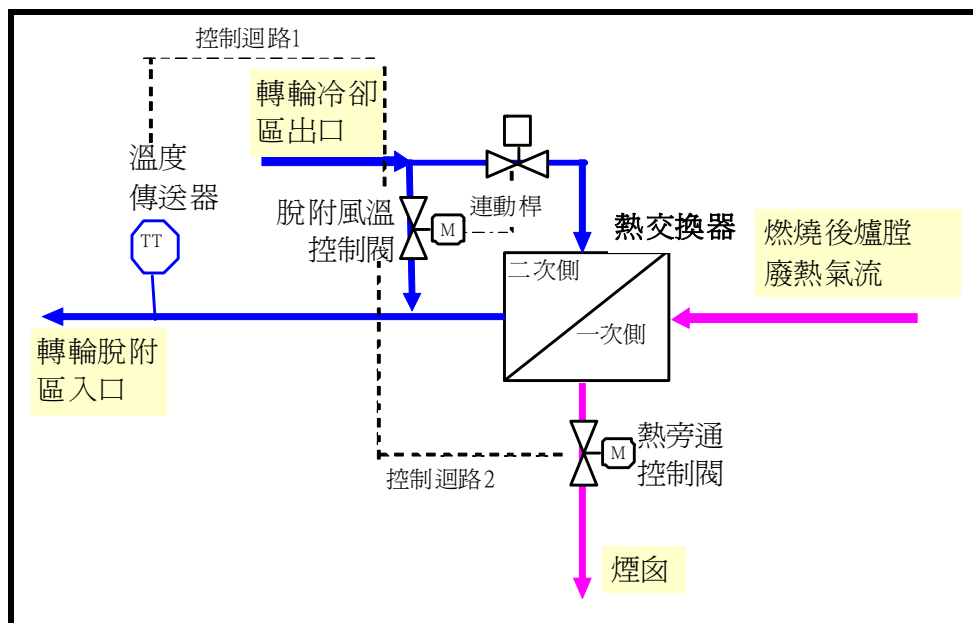 控制迴路1
轉輪冷卻
區出口
溫度
傳送器
TT
脫附風溫
控制閥
M
連動桿
熱交換器
二次側
一次側
燃燒後爐膛
廢熱氣流
轉輪脫附
區入口
控制迴路2
M
熱旁通
控制閥
煙囪